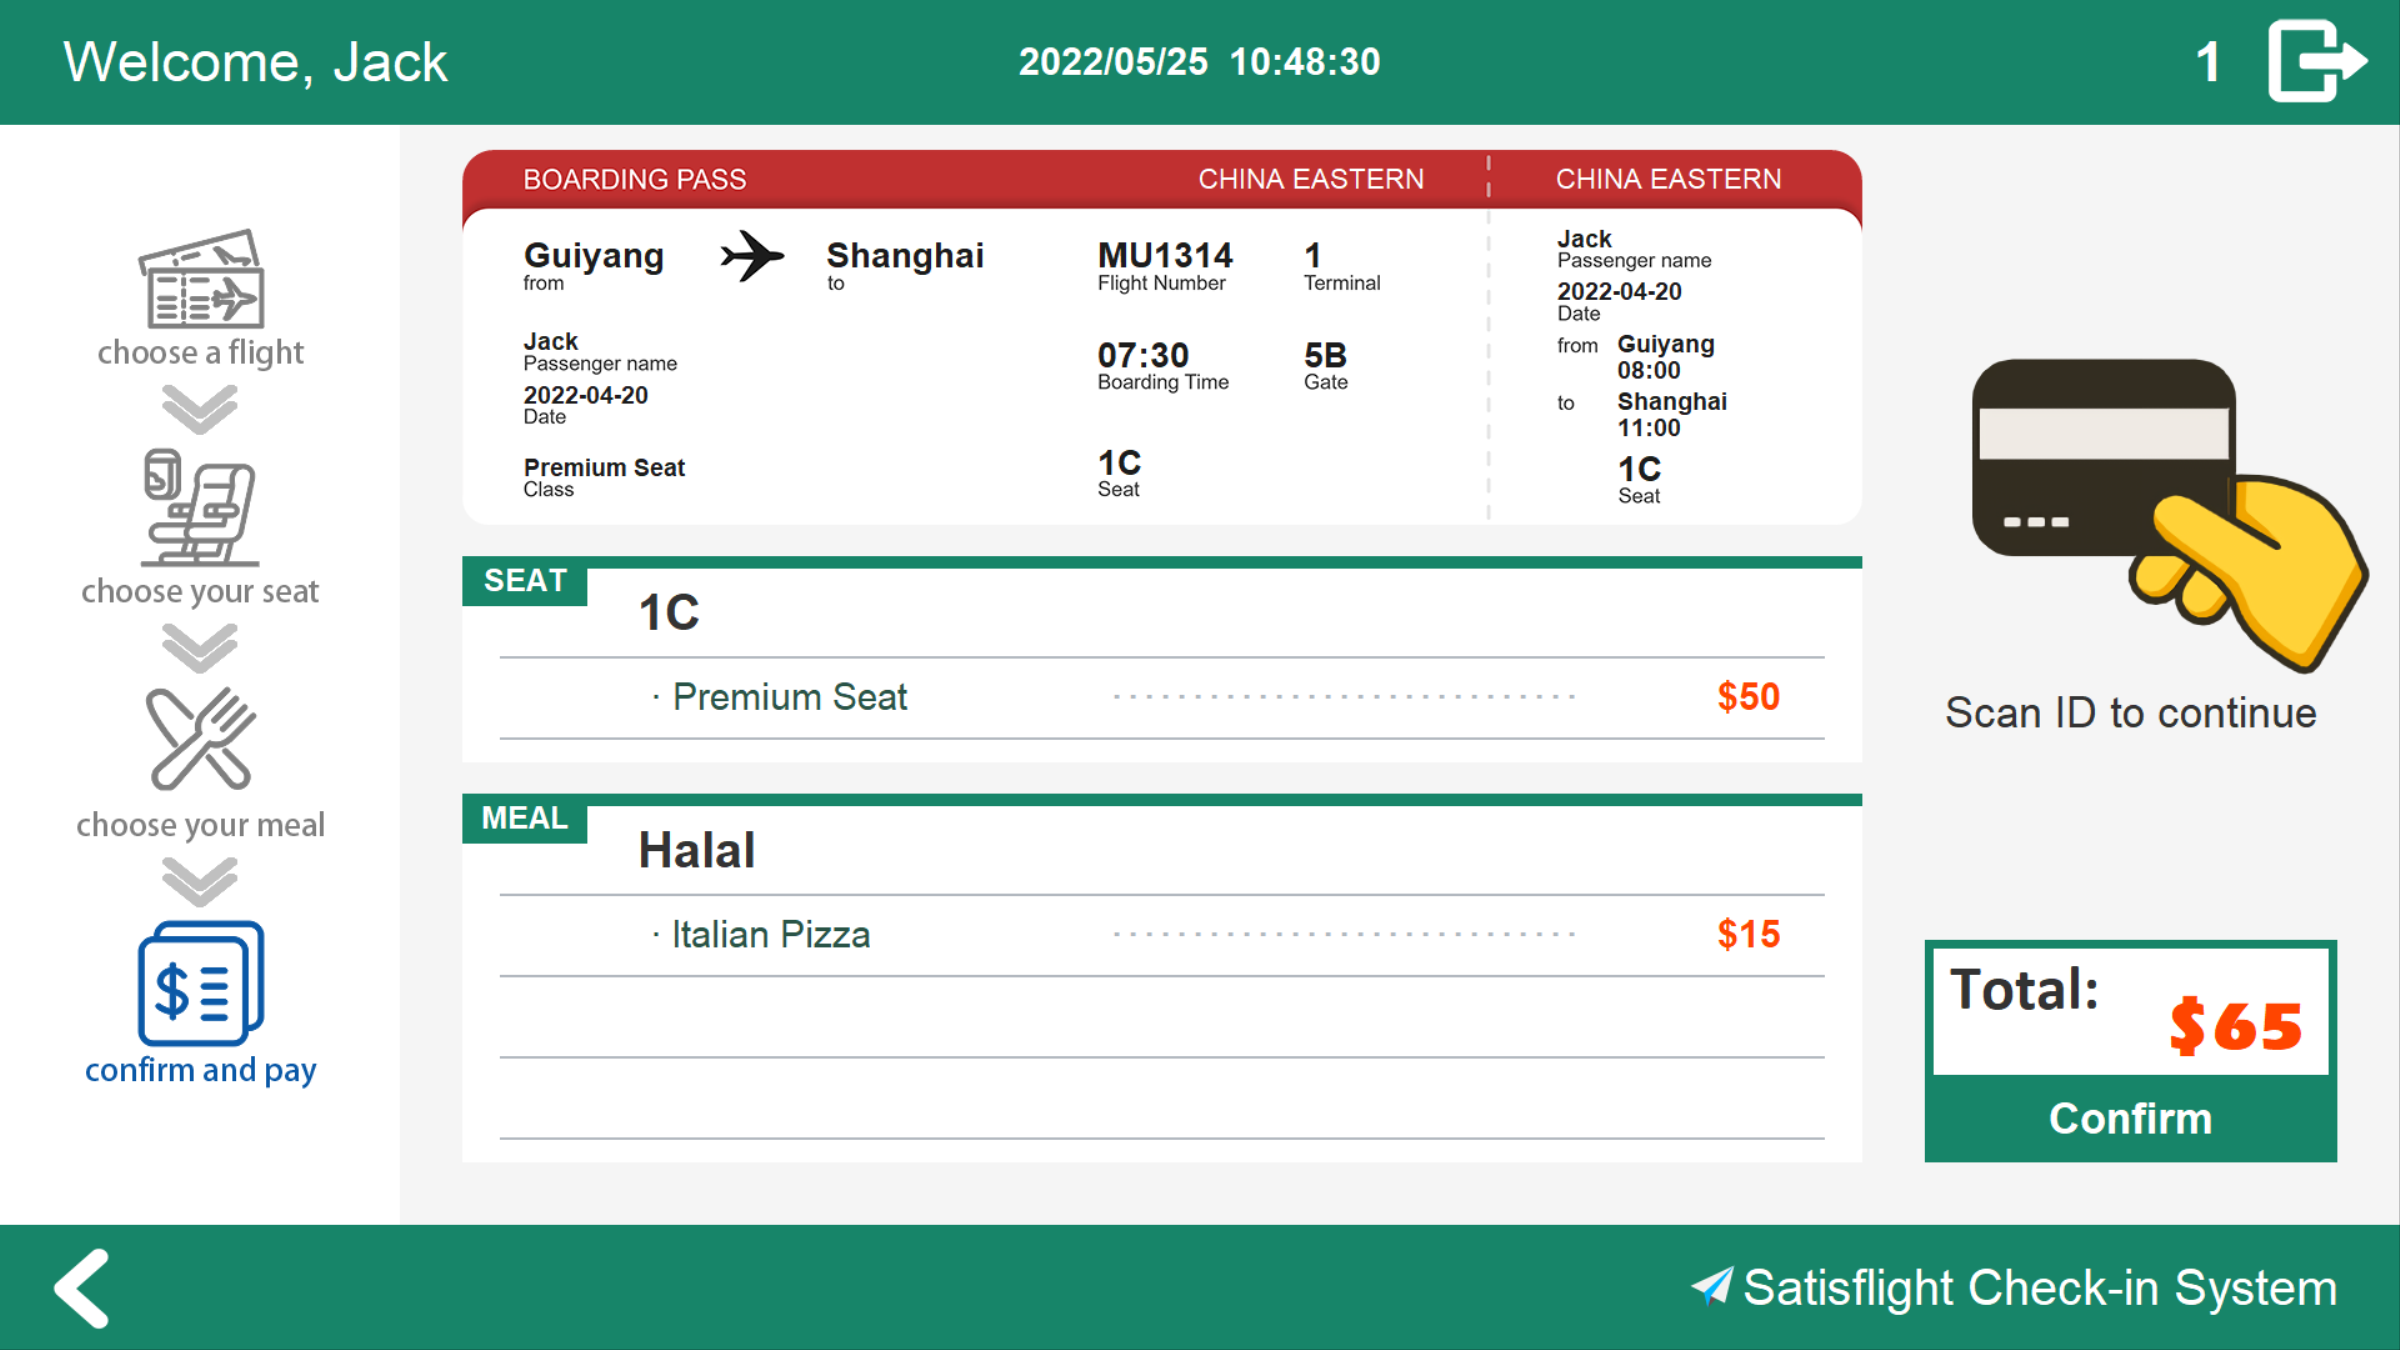 Welcome, Jack
2022/05/25 10:48:30
1
choose a flight
choose your seat
choose your meal
confirm and pay
BOARDING PASS
CHINA EASTERN
CHINA EASTERN
Guiyang
from
Shanghai
to
MU1314
Flight Number
1
Terminal
Jack
Passenger name
2022-04-20
Date
07:30
Boarding Time
5B
Gate
Premium Seat
Class
1C
Seat
Jack
Passenger name
2022-04-20
Date
from Guiyang
08:00
to Shanghai
11:00
1C
Seat
SEAT
1C
· Premium Seat $50
MEAL
Halal
· Italian Pizza $15
Scan ID to continue
Total:
$65
Confirm
Satisflight Check-in System